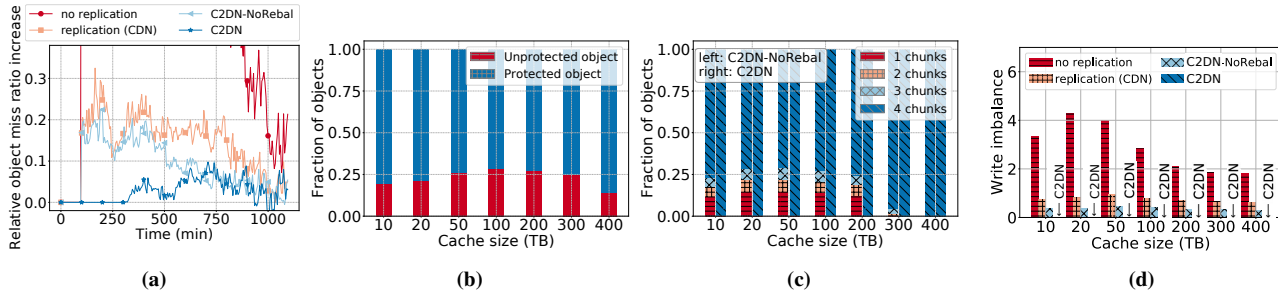 no replication
replication (CDN)
C2DN-NoRebal
C2DN
Relative object miss ratio increase
0.3
0.2
0.1
0.0
0 250 500 750 1000
Time (min)
(a)
Unprotected object
Protected object
Fraction of objects
1.00
0.75
0.50
0.25
0.00
10 20 50 100 200 300 400
Cache size (TB)
(b)
left: C2DN-NoRebal
right: C2DN
1 chunks
2 chunks
3 chunks
4 chunks
Fraction of objects
1.00
0.75
0.50
0.25
0.00
10 20 50 100 200 300 400
Cache size (TB)
(c)
no replication
replication (CDN)
C2DN-NoRebal
C2DN
Write imbalance
6
4
2
0
← C2DN
← C2DN
← C2DN
← C2DN
← C2DN
← C2DN
← C2DN
10 20 50 100 200 300 400
Cache size (TB)
(d)